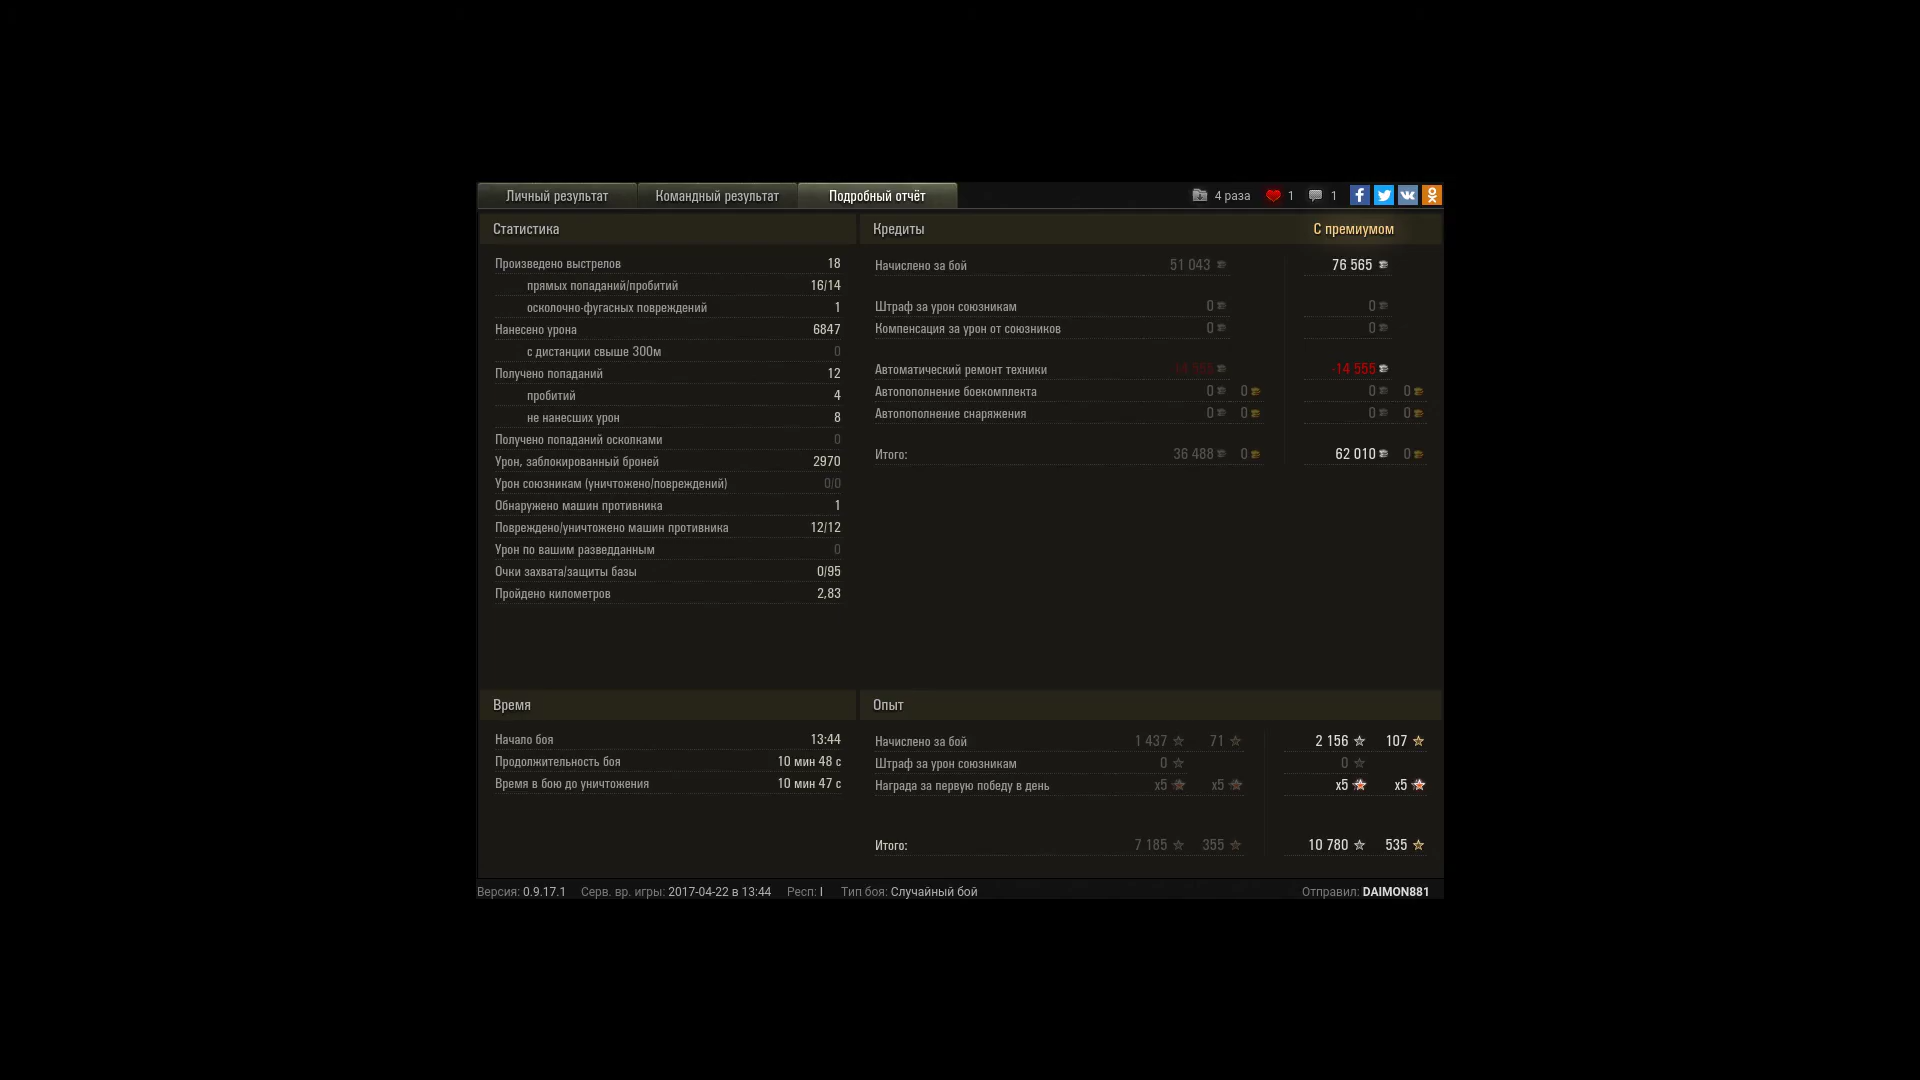 Личный результат Командный результат Подробный отчёт 4 раза 1 1
Статистика
Произведено выстрелов 18
прямых попаданий/пробитий 16/14
осколочно-фугасных повреждений 1
Нанесено урона 6847
с дистанции свыше 300м 0
Получено попаданий 12
пробитий 4
не нанесших урон 8
Получено попаданий осколками 0
Урон, заблокированный броней 2970
Урон союзникам (уничтожено/повреждений) 0/0
Обнаружено машин противника 1
Повреждено/уничтожено машин противника 12/12
Урон по вашим разведданным 0
Очки захвата/защиты базы 0/95
Пройдено километров 2,83
Кредиты С премиумом
Начислено за бой 51 043 76 565
Штраф за урон союзникам 0 0
Компенсация за урон от союзников 0 0
Автоматический ремонт техники -14 555 -14 555
Автопополнение боекомплекта 0 0 0 0
Автопополнение снаряжения 0 0 0 0
Итого: 36 488 0 62 010 0
Время
Начало боя 13:44
Продолжительность боя 10 мин 48 с
Время в бою до уничтожения 10 мин 47 с
Опыт
Начислено за бой 1 437 71 2 156 107
Штраф за урон союзникам 0 0
Награда за первую победу в день x5 x5 x5 x5
Итого: 7 185 355 10 780 535
Версия: 0.9.17.1 Серв. вр. игры: 2017-04-22 в 13:44 Респ: I Тип боя: Случайный бой Отправил: DAIMON881